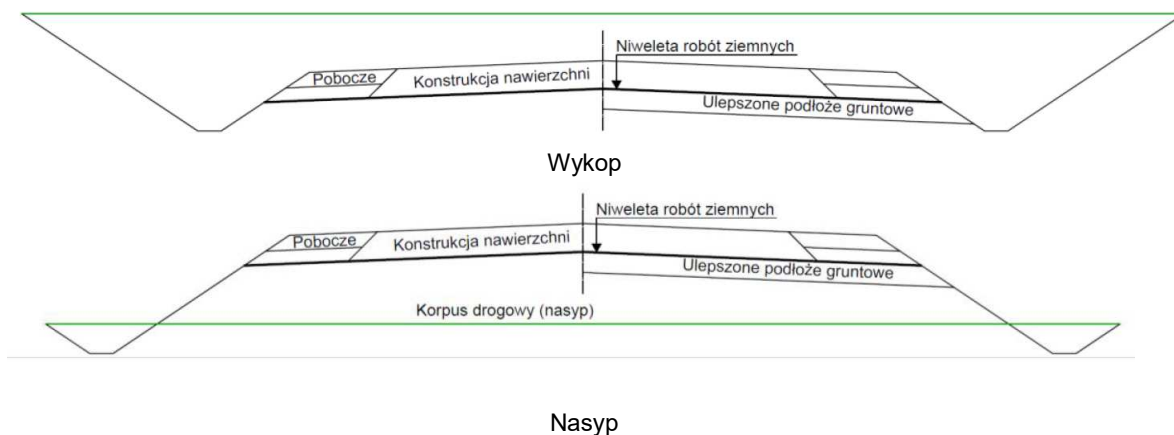 Niweleta robót ziemnych
Pobocze
Konstrukcja nawierzchni
Ulepszone podłoże gruntowe
Wykop
Niweleta robót ziemnych
Pobocze
Konstrukcja nawierzchni
Ulepszone podłoże gruntowe
Korpus drogowy (nasyp)
Nasyp